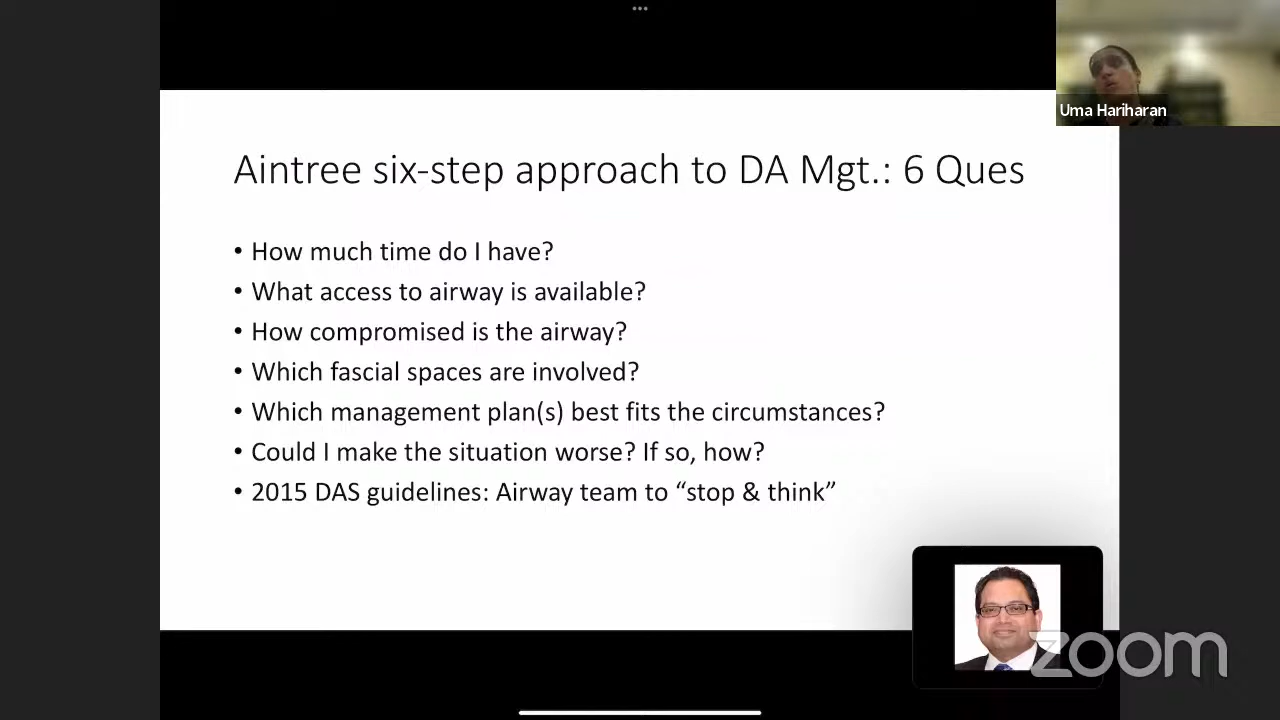 Uma Hariharan
Aintree six-step approach to DA Mgt.: 6 Ques
• How much time do I have?
• What access to airway is available?
• How compromised is the airway?
• Which fascial spaces are involved?
• Which management plan(s) best fits the circumstances?
• Could I make the situation worse? If so, how?
• 2015 DAS guidelines: Airway team to “stop & think”
zoom